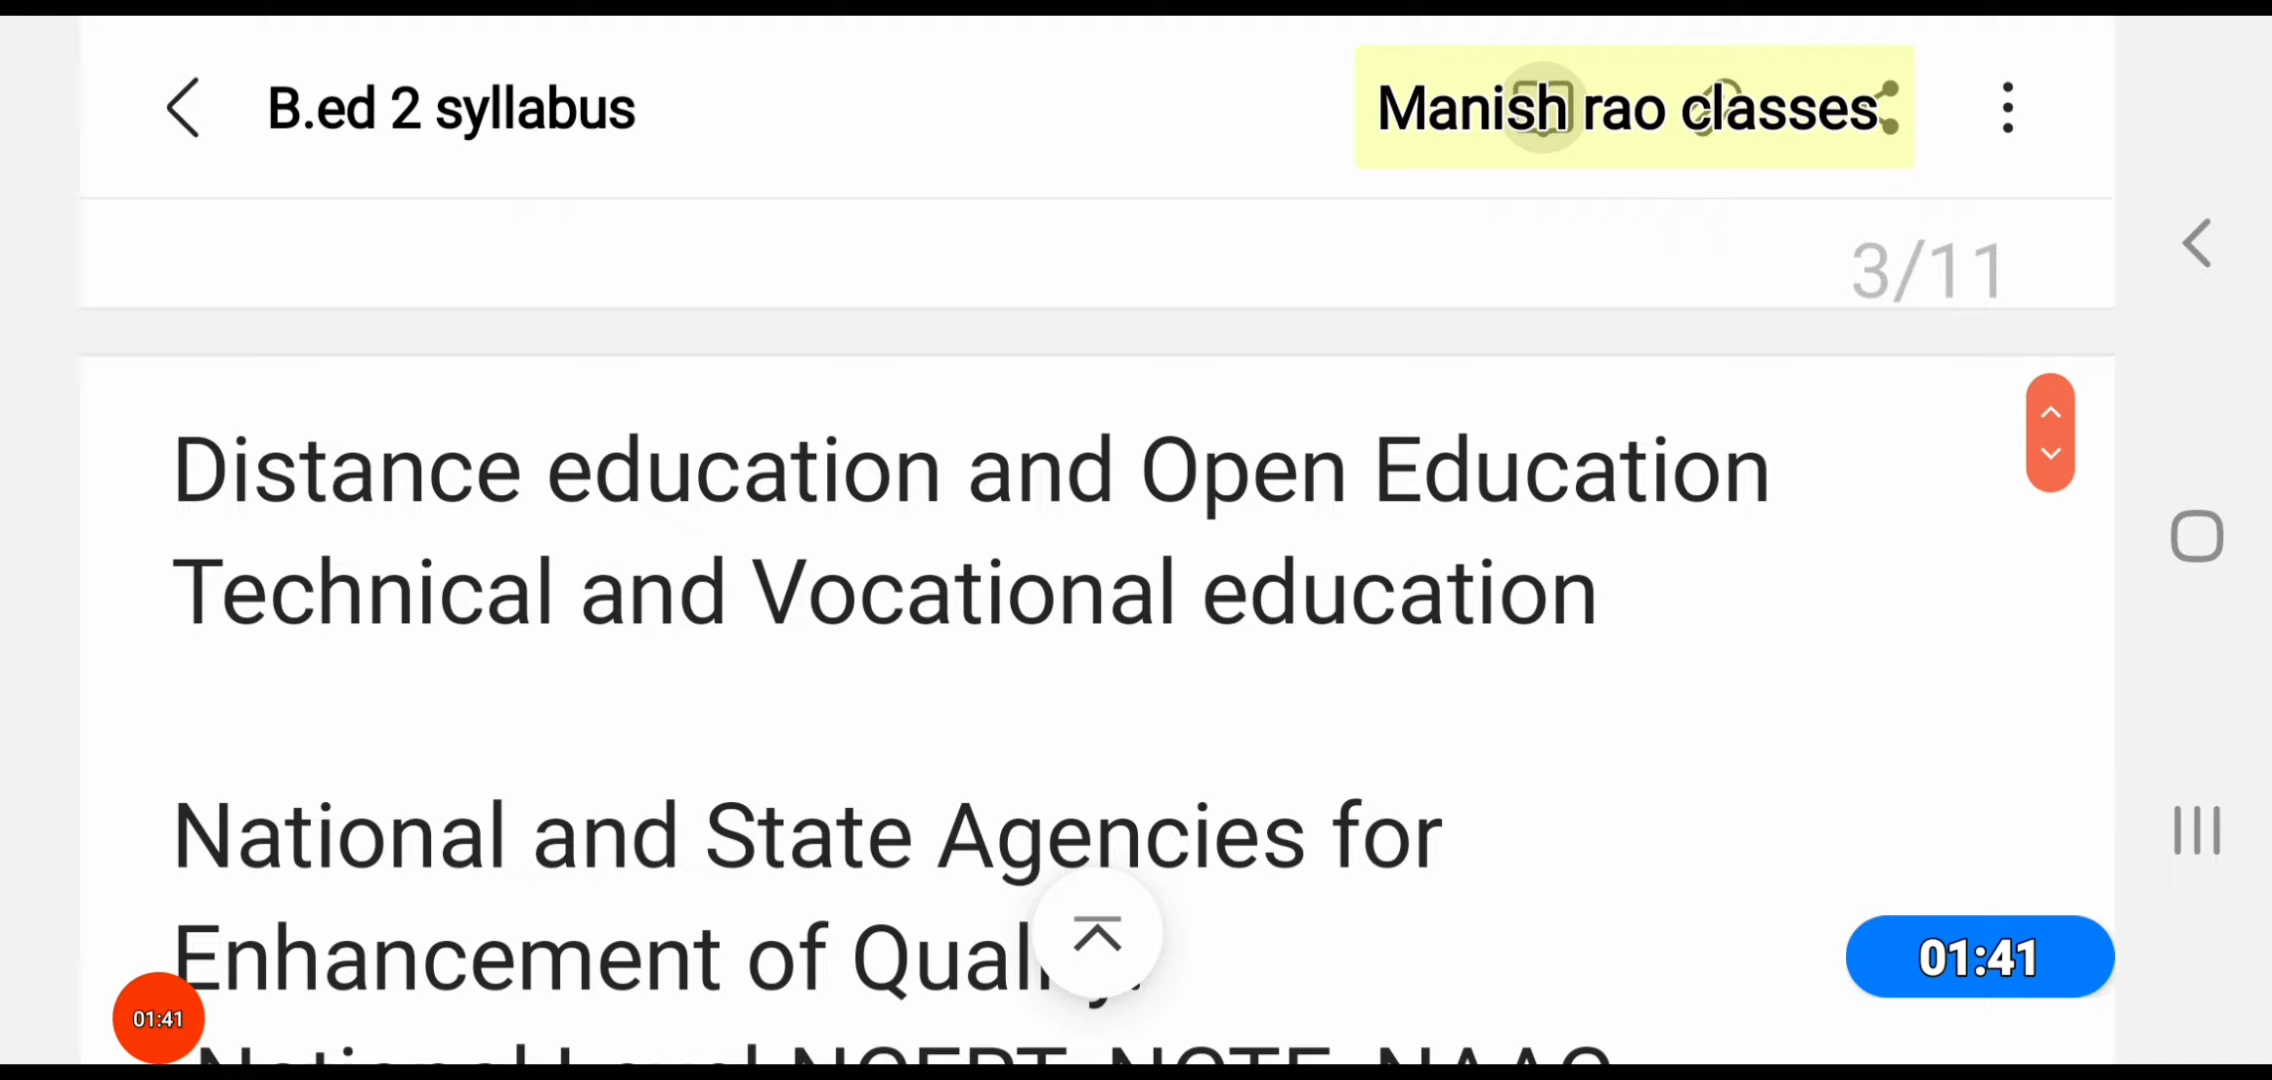 B.ed 2 syllabus
Manish rao classes
3/11
Distance education and Open Education
Technical and Vocational education
National and State Agencies for
Enhancement of
01:41
01:41